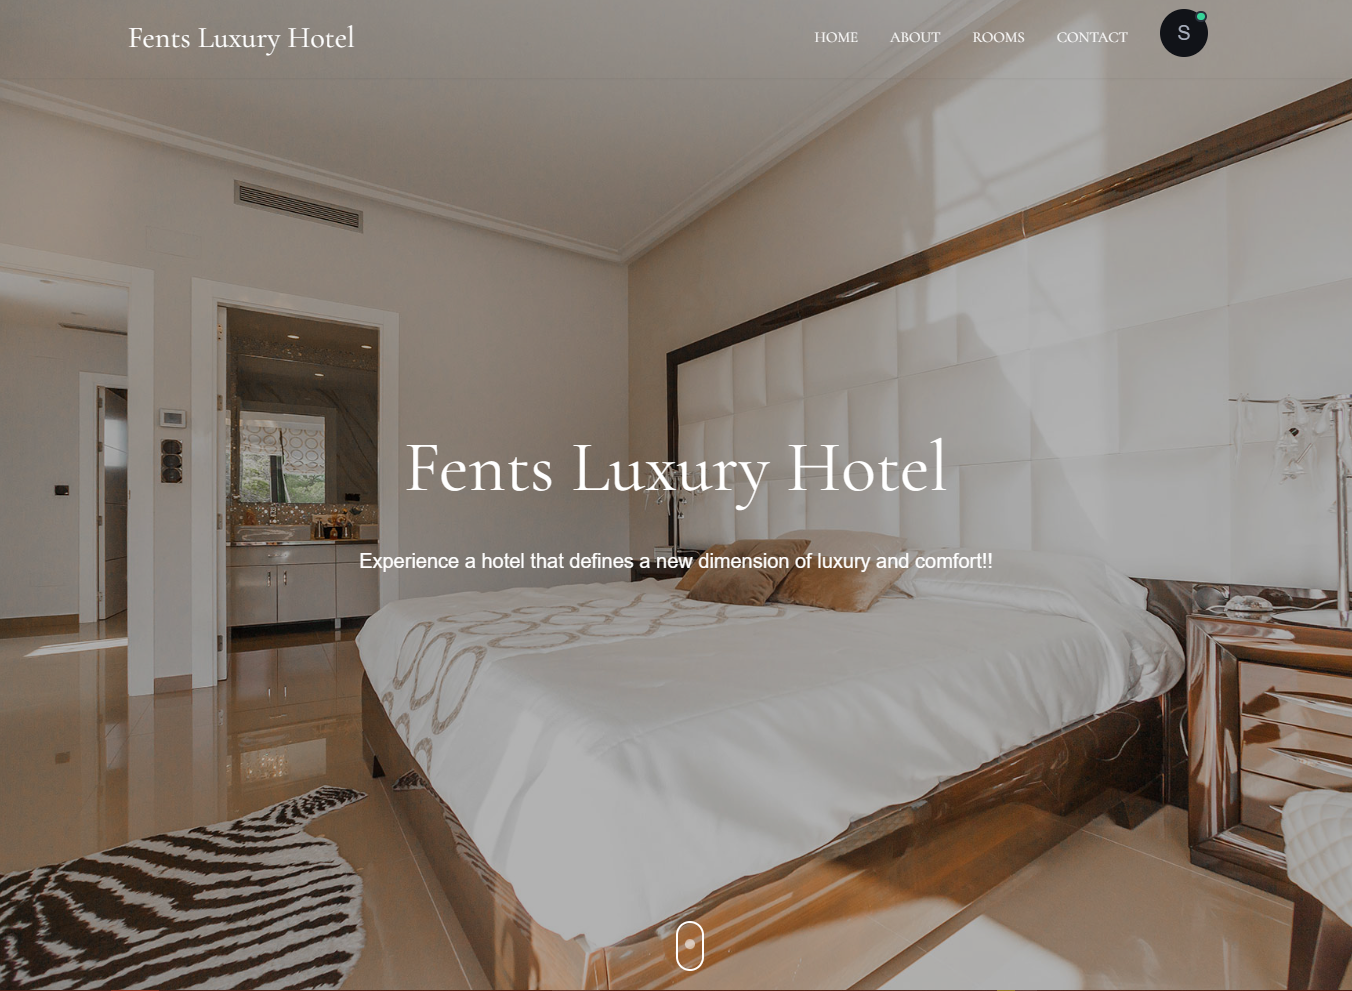 Fents Luxury Hotel
HOME ABOUT ROOMS CONTACT S
Fents Luxury Hotel
Experience a hotel that defines a new dimension of luxury and comfort!!